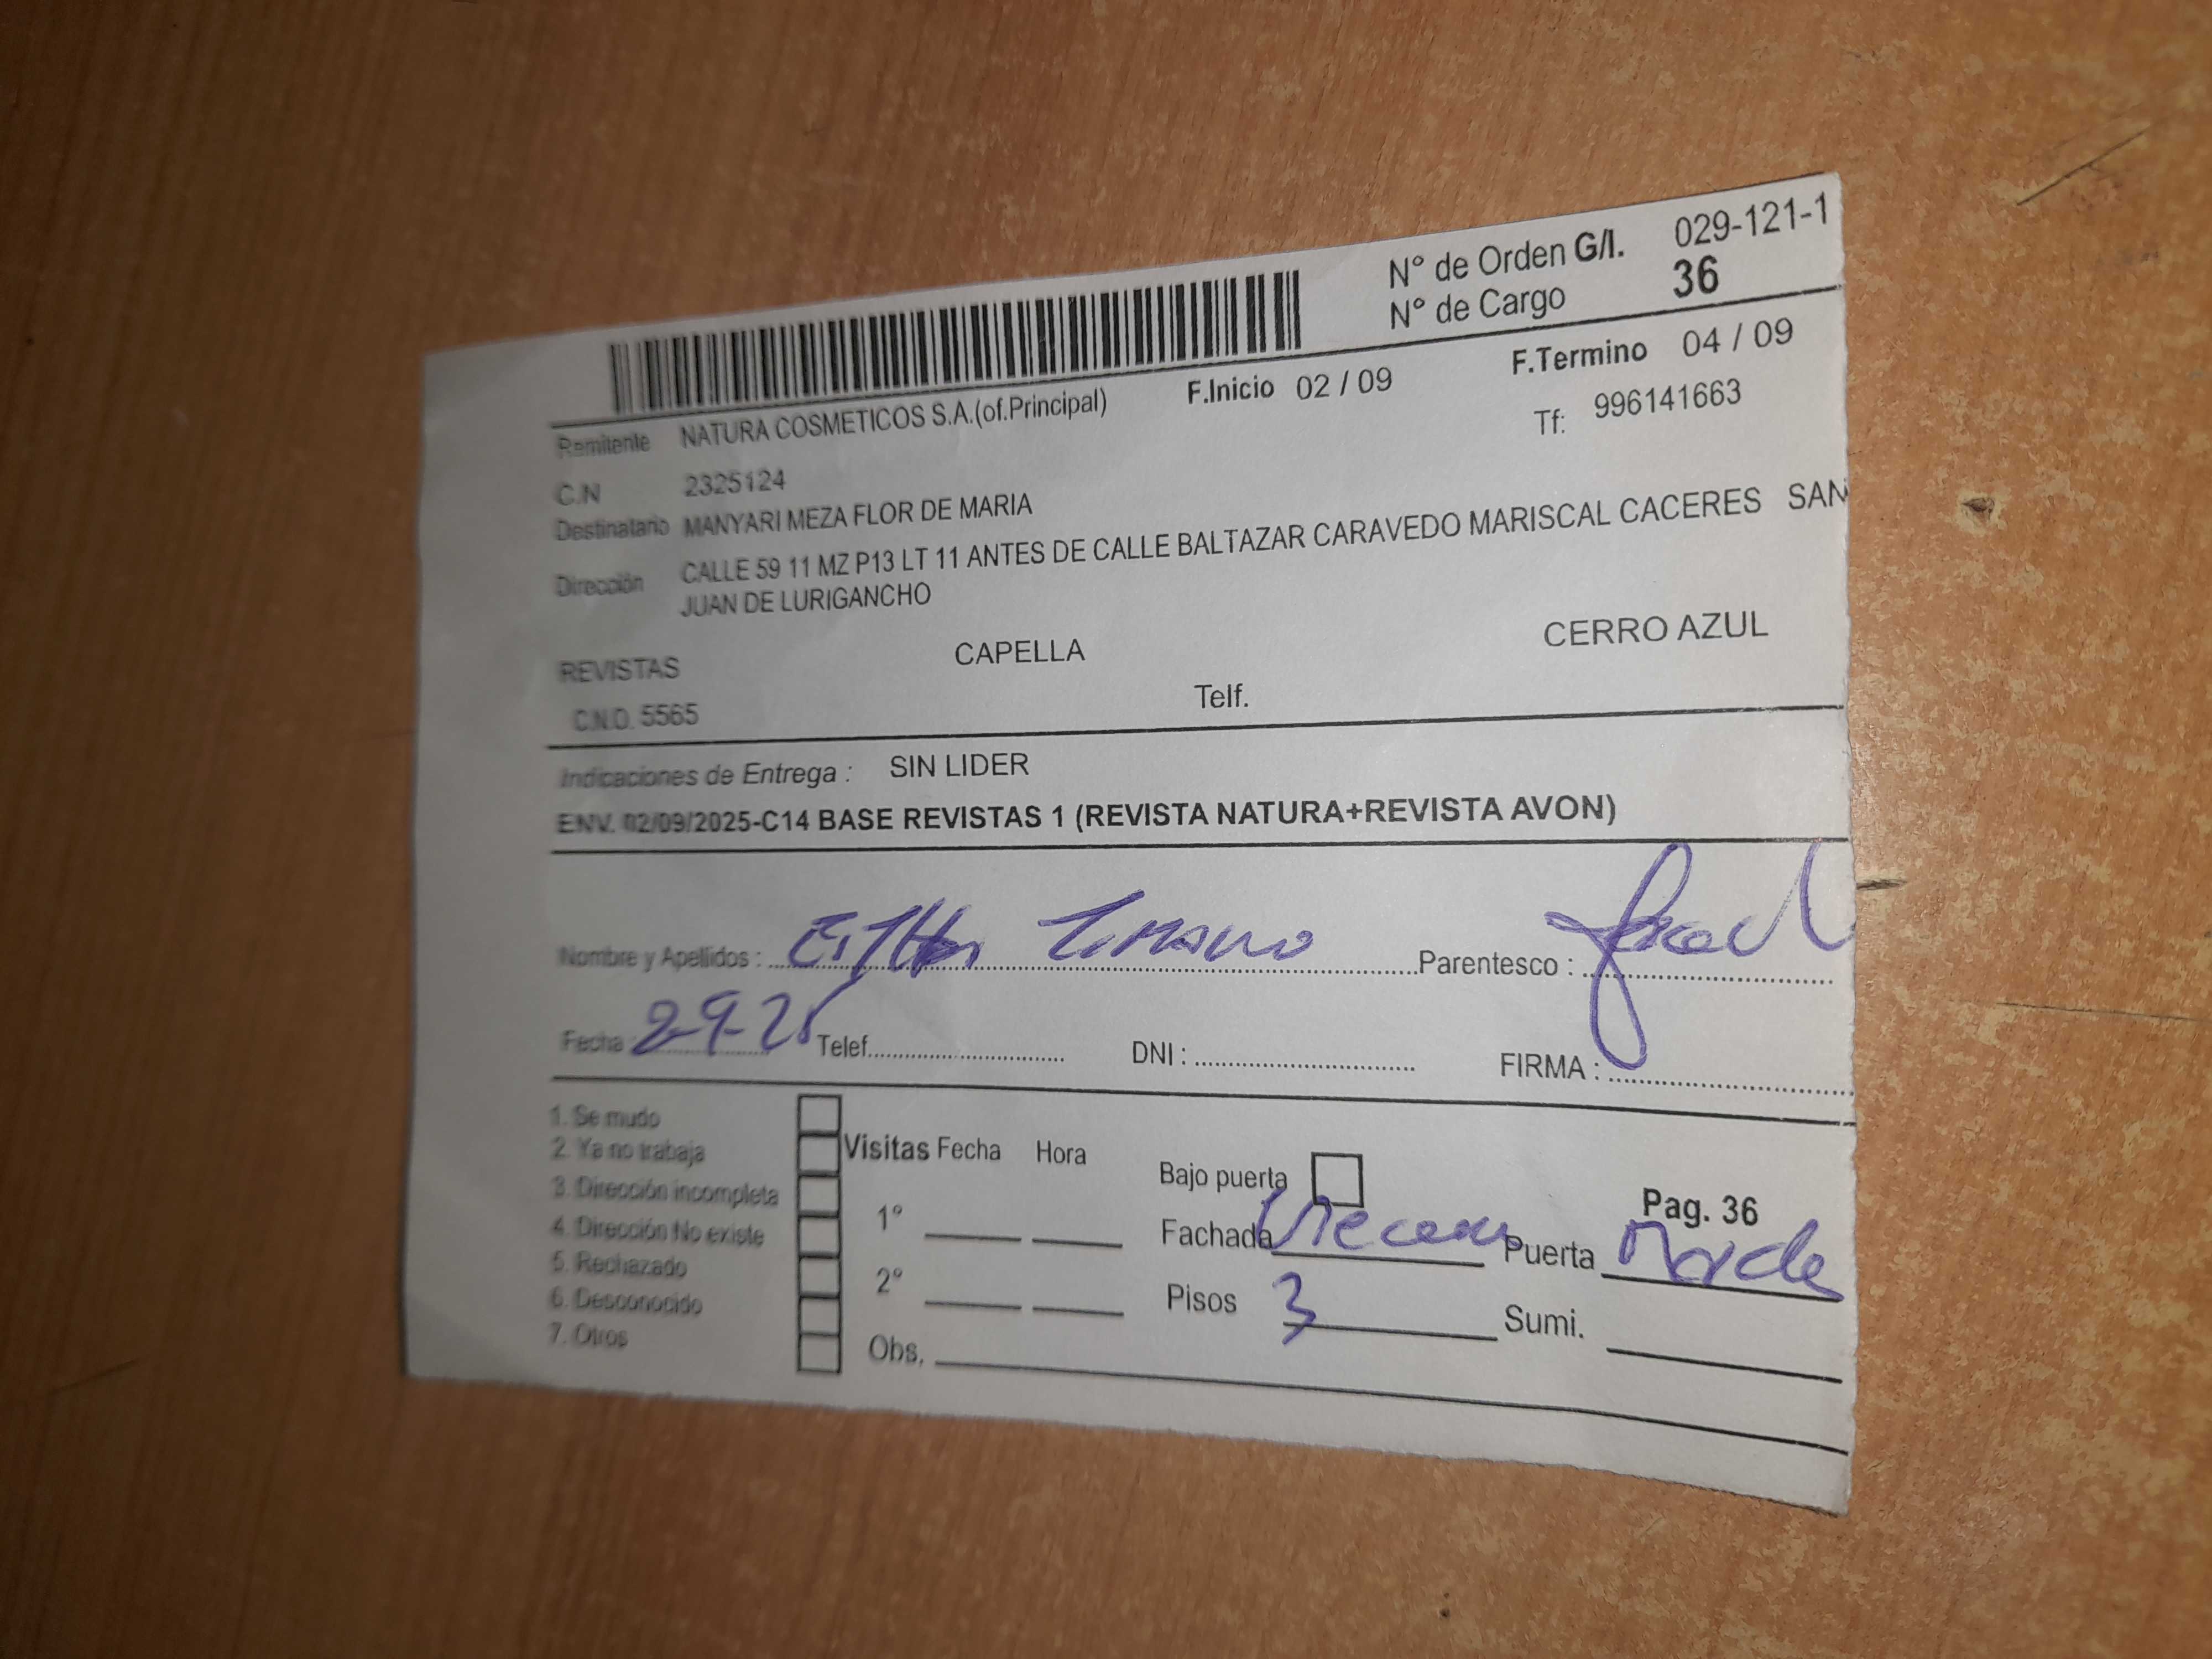 N° de Orden G/I. 029-121-1
N° de Cargo 36
F.Inicio 02 / 09 F.Termino 04 / 09
Remitente NATURA COSMETICOS S.A.(of.Principal) Tf: 996141663
C.N 2325124
Destinatario MANYARI MEZA FLOR DE MARIA
Dirección CALLE 59 11 MZ P13 LT 11 ANTES DE CALLE BALTAZAR CARAVEDO MARISCAL CACERES SAN
JUAN DE LURIGANCHO
REVISTAS CAPELLA CERRO AZUL
C.N.D. 5565 Telf.
Indicaciones de Entrega : SIN LIDER
ENV. 02/09/2025-C14 BASE REVISTAS 1 (REVISTA NATURA+REVISTA AVON)
Nombre y Apellidos : Parentesco :
Fecha : 2-9-25 Telef. DNI : FIRMA :
1. Se mudo
2. Ya no trabaja Visitas Fecha Hora
3. Dirección incompleta Bajo puerta
4. Dirección No existe 1° Fachada Puerta Pag. 36
5. Rechazado
6. Desconocido 2° Pisos 3 Sumi.
7. Otros Obs.